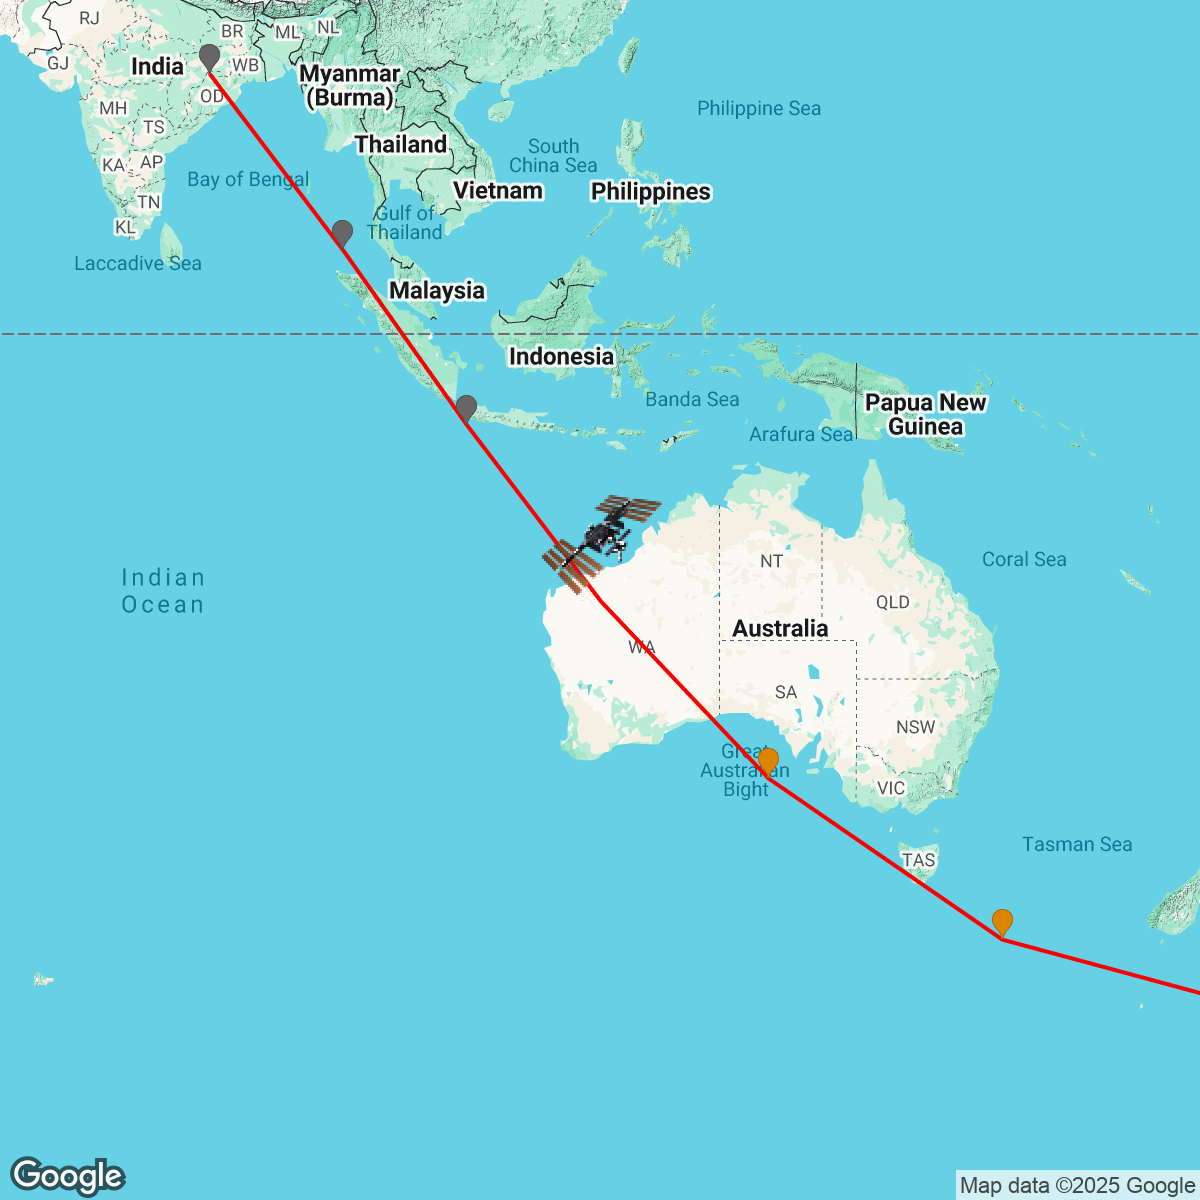 RJ
BR
ML
NL
GJ
India
WB
Myanmar
(Burma)
OD
MH
TS
Philippine Sea
Thailand
South
China Sea
KA
AP
Bay of Bengal
Vietnam
Philippines
TN
KL
Gulf of
Thailand
Laccadive Sea
Malaysia
Indonesia
Banda Sea
Papua New
Guinea
Arafura Sea
Indian
Ocean
NT
Coral Sea
QLD
Australia
WA
SA
NSW
Great
Australian
Bight
VIC
TAS
Tasman Sea
Google
Map data ©2025 Google